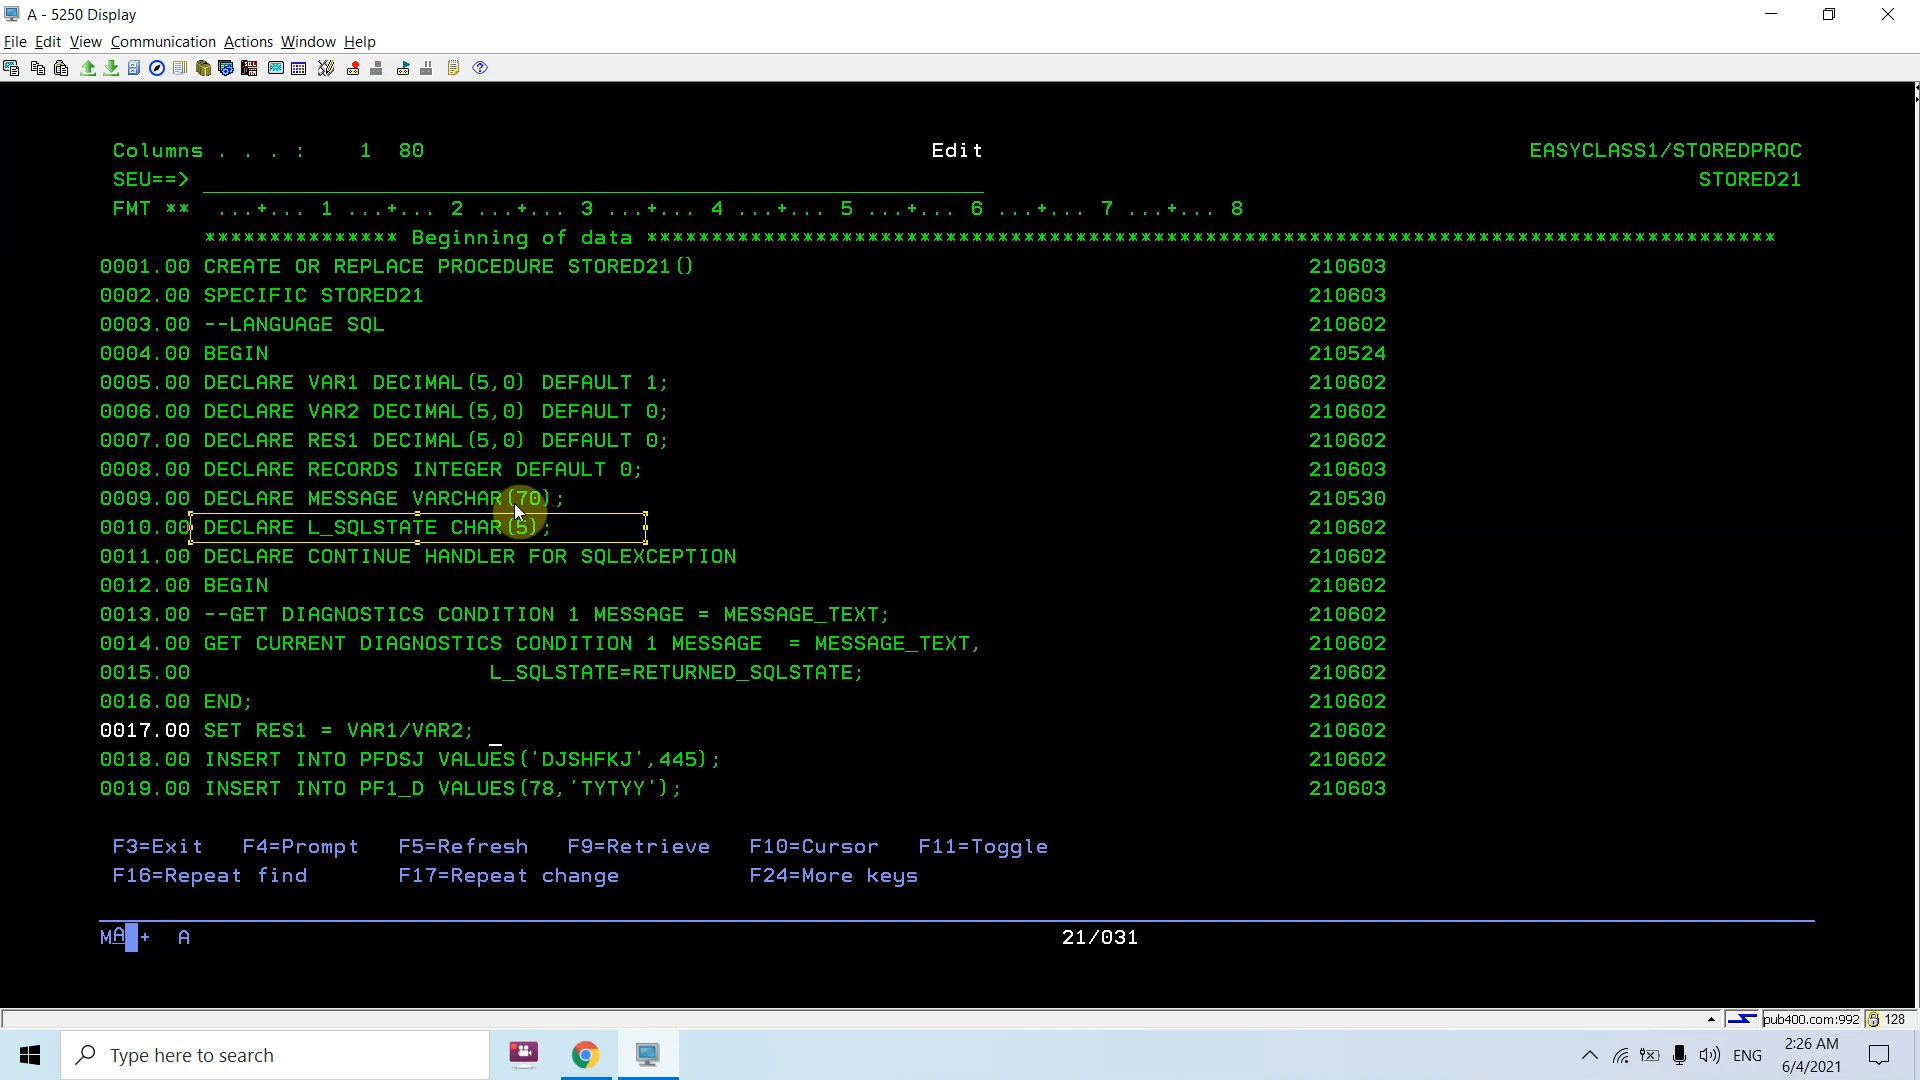 A - 5250 Display
File Edit View Communication Actions Window Help
Columns . . . :    1  80                                       Edit                                          EASYCLASS1/STOREDPROC
SEU==>                                                                                                                         STORED21
FMT **  ...+... 1 ...+... 2 ...+... 3 ...+... 4 ...+... 5 ...+... 6 ...+... 7 ...+... 8
*************** Beginning of data ***************************************************************************************
0001.00 CREATE OR REPLACE PROCEDURE STORED21() 210603
0002.00 SPECIFIC STORED21 210603
0003.00 --LANGUAGE SQL 210602
0004.00 BEGIN 210524
0005.00 DECLARE VAR1 DECIMAL(5,0) DEFAULT 1; 210602
0006.00 DECLARE VAR2 DECIMAL(5,0) DEFAULT 0; 210602
0007.00 DECLARE RES1 DECIMAL(5,0) DEFAULT 0; 210602
0008.00 DECLARE RECORDS INTEGER DEFAULT 0; 210603
0009.00 DECLARE MESSAGE VARCHAR(70); 210530
0010.00 DECLARE L_SQLSTATE CHAR(5); 210602
0011.00 DECLARE CONTINUE HANDLER FOR SQLEXCEPTION 210602
0012.00 BEGIN 210602
0013.00 --GET DIAGNOSTICS CONDITION 1 MESSAGE = MESSAGE_TEXT; 210602
0014.00 GET CURRENT DIAGNOSTICS CONDITION 1 MESSAGE  = MESSAGE_TEXT, 210602
0015.00                       L_SQLSTATE=RETURNED_SQLSTATE; 210602
0016.00 END; 210602
0017.00 SET RES1 = VAR1/VAR2; 210602
0018.00 INSERT INTO PFDSJ VALUES('DJSHFKJ',445); 210602
0019.00 INSERT INTO PF1_D VALUES(78,'TYTYY'); 210603
F3=Exit   F4=Prompt   F5=Refresh   F9=Retrieve   F10=Cursor   F11=Toggle
F16=Repeat find       F17=Repeat change          F24=More keys
MA + A 21/031
pub400.com:992 128
Type here to search ENG 2:26 AM
6/4/2021